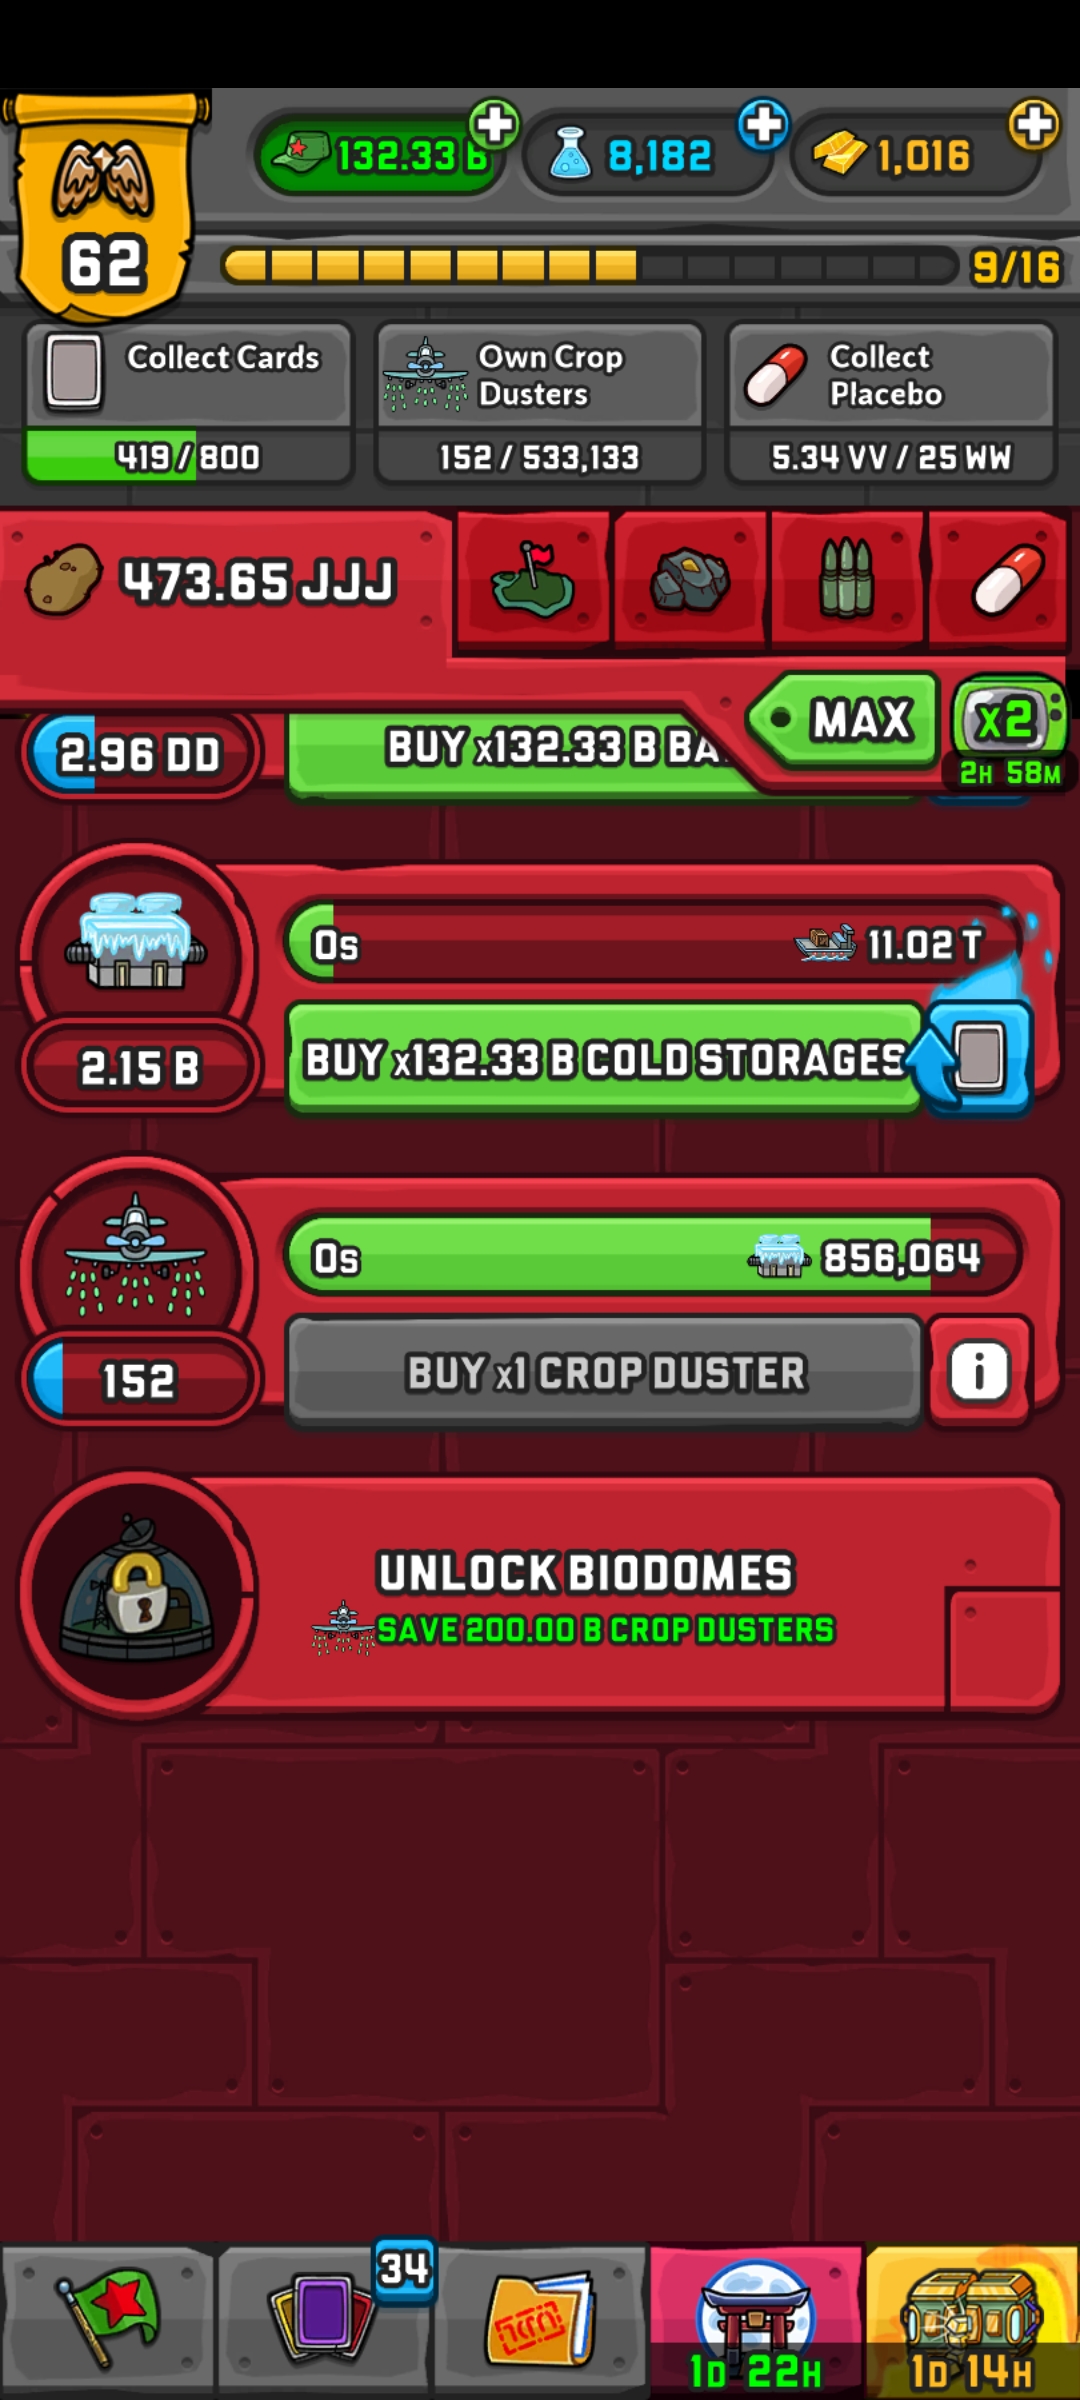 132.33 B
8,182
1,016
62
9/16
Collect Cards
419 / 800
Own Crop
Dusters
152 / 533,133
Collect
Placebo
5.34 VV / 25 WW
473.65 JJJ
MAX
x2
2H 58M
2.96 DD
BUY x132.33 B BA
0s
11.02 T
2.15 B
BUY x132.33 B COLD STORAGES
0s
856,064
152
BUY x1 CROP DUSTER
i
UNLOCK BIODOMES
SAVE 200.00 B CROP DUSTERS
34
1D 22H
1D 14H